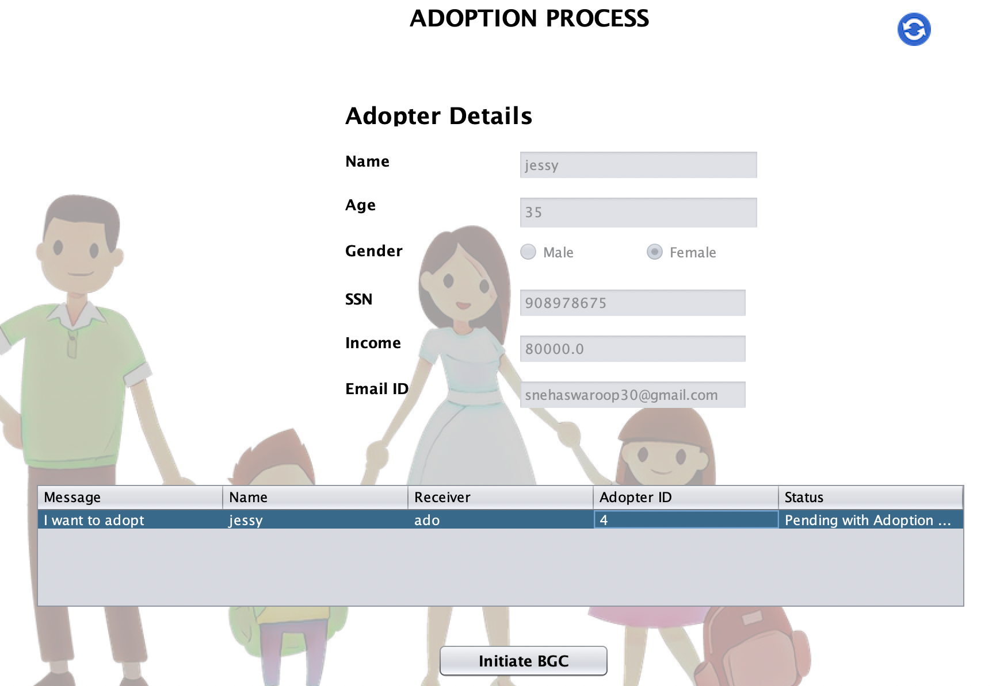 ADOPTION PROCESS
Adopter Details
Name jessy
Age 35
Gender Male Female
SSN 908978675
Income 80000.0
Email ID snehaswaroop30@gmail.com
Message Name Receiver Adopter ID Status
I want to adopt jessy ado 4 Pending with Adoption ...
Initiate BGC